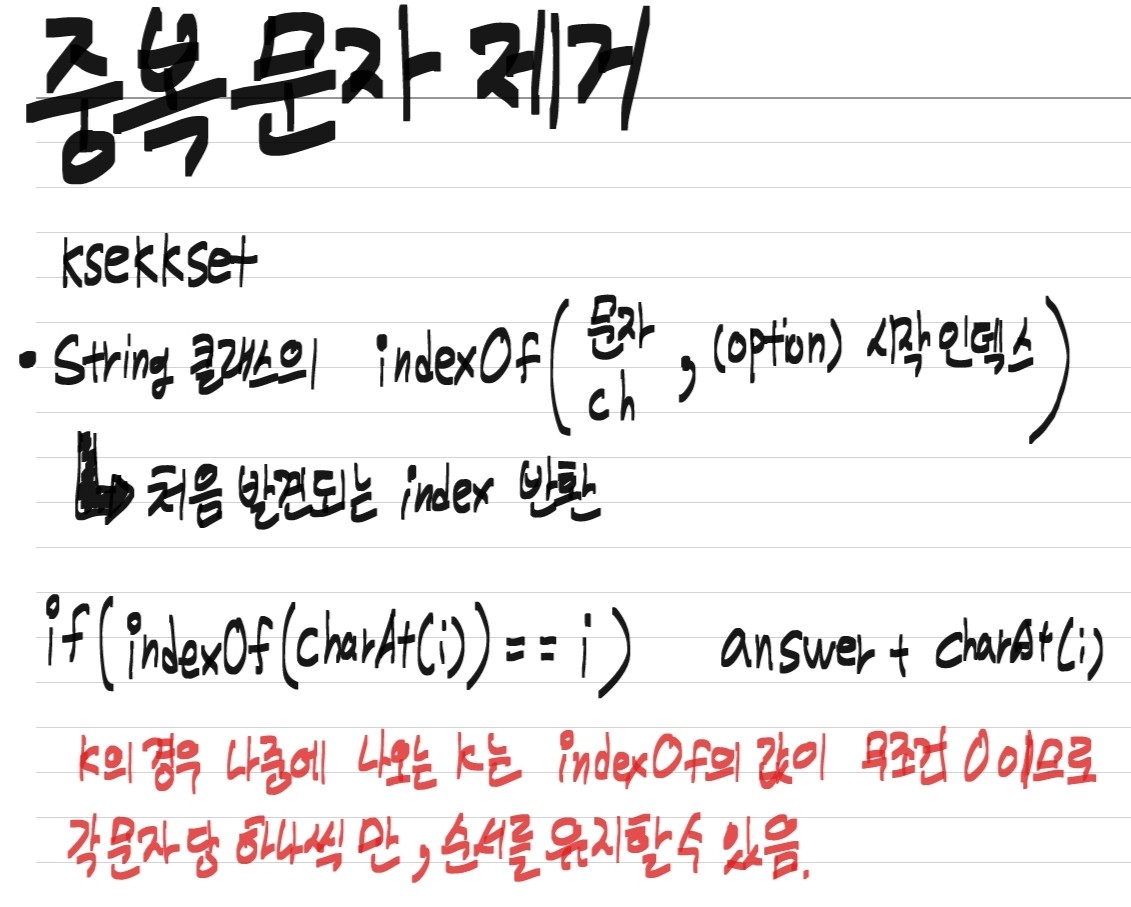 중복문자 제거
ksekkset
• String 클래스의 indexOf(문자 ch, (option) 시작인덱스)
↳ 처음 발견되는 index 반환
if(indexOf(charAt(i)) == i) answer + charAt(i)
k의 경우 나중에 나오는 k는 indexOf의 값이 무조건 0이므로
각 문자당 하나씩만, 순서를 유지할 수 있음.